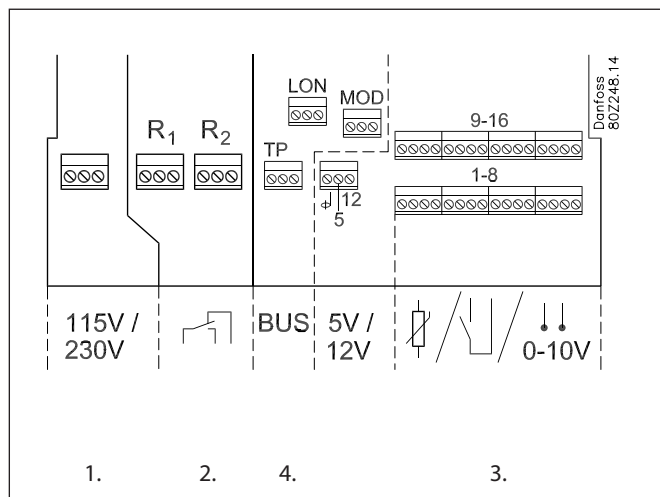 LON
MOD
Danfoss
80Z248.14
R1 R2
9-16
TP
1-8
12
5
115V /
230V
BUS
5V /
12V
0-10V
1. 2. 4. 3.